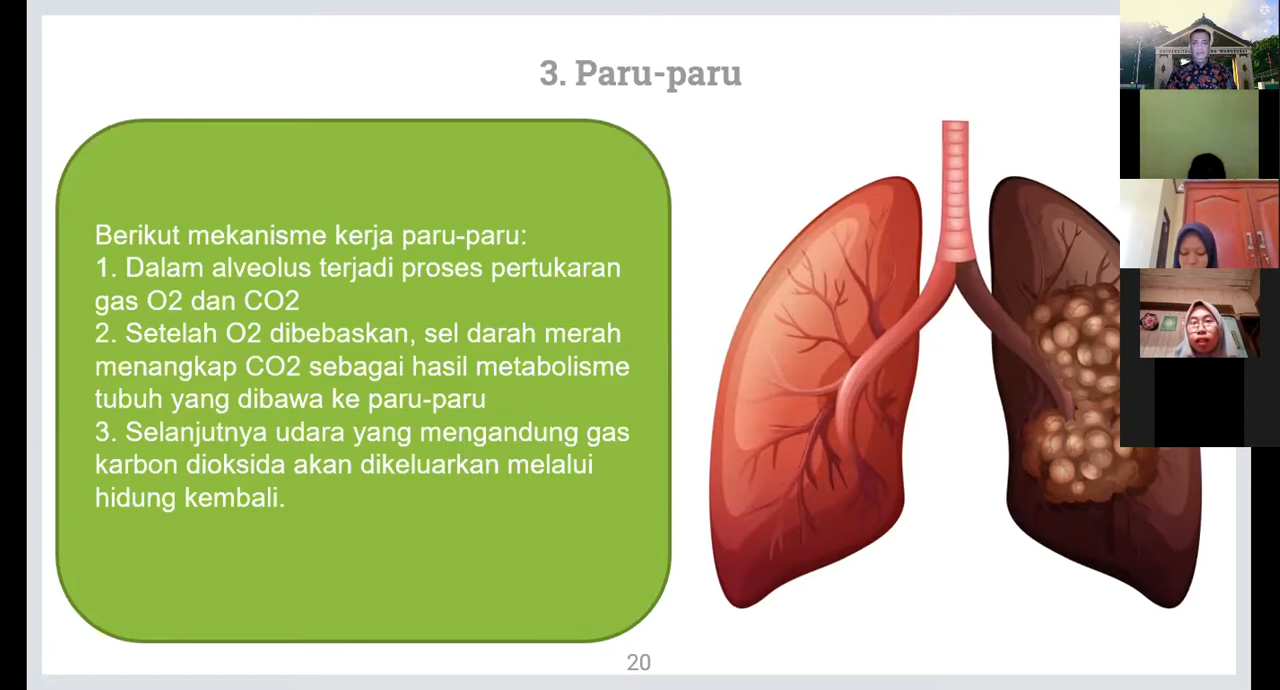 3. Paru-paru
Berikut mekanisme kerja paru-paru:
1. Dalam alveolus terjadi proses pertukaran
gas O2 dan CO2
2. Setelah O2 dibebaskan, sel darah merah
menangkap CO2 sebagai hasil metabolisme
tubuh yang dibawa ke paru-paru
3. Selanjutnya udara yang mengandung gas
karbon dioksida akan dikeluarkan melalui
hidung kembali.
20